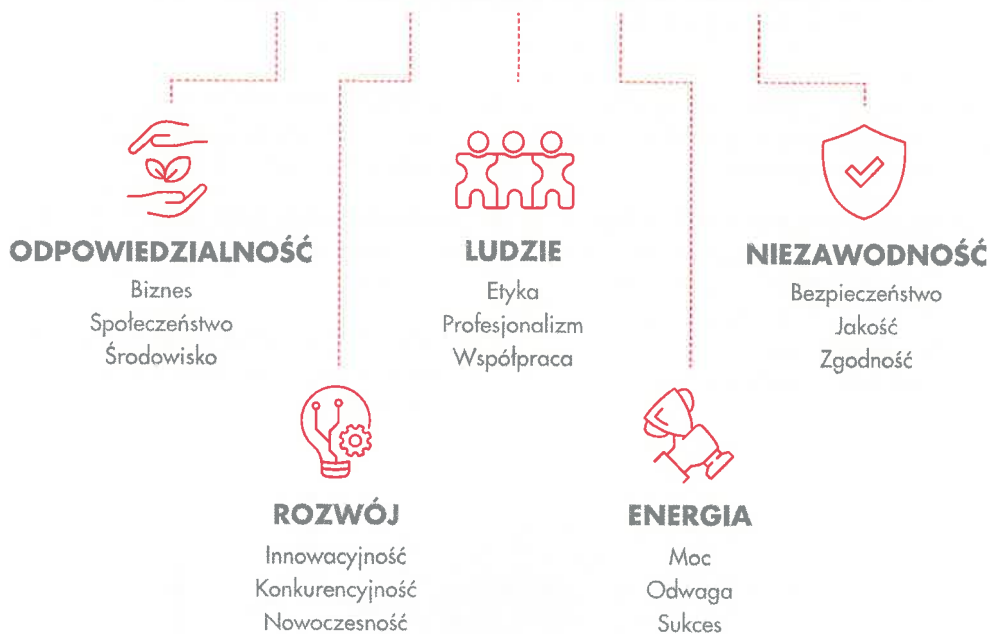 ODPOWIEDZIALNOŚĆ
Biznes
Społeczeństwo
Środowisko
LUDZIE
Etyka
Profesjonalizm
Współpraca
NIEZAWODNOŚĆ
Bezpieczeństwo
Jakość
Zgodność
ROZWÓJ
Innowacyjność
Konkurencyjność
Nowoczesność
ENERGIA
Moc
Odwaga
Sukces